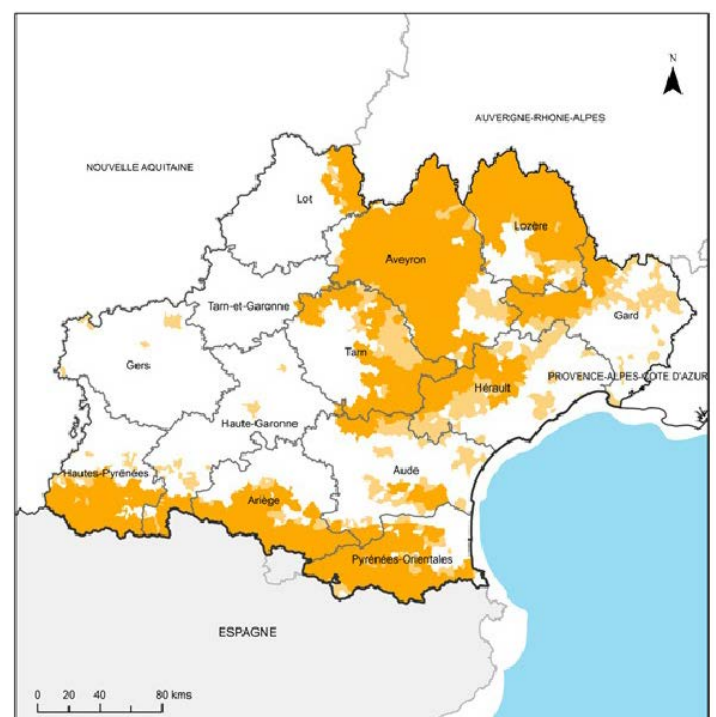 N
AUVERGNE-RHONE-ALPES
NOUVELLE AQUITAINE
Lot
Lozère
Aveyron
Tarn-et-Garonne
Gard
Gers
Tarn
PROVENCE-ALPES-COTE D'AZUR
Hérault
Haute-Garonne
Hautes-Pyrénées
Aude
Ariège
Pyrénées-Orientales
ESPAGNE
0 20 40 80 kms